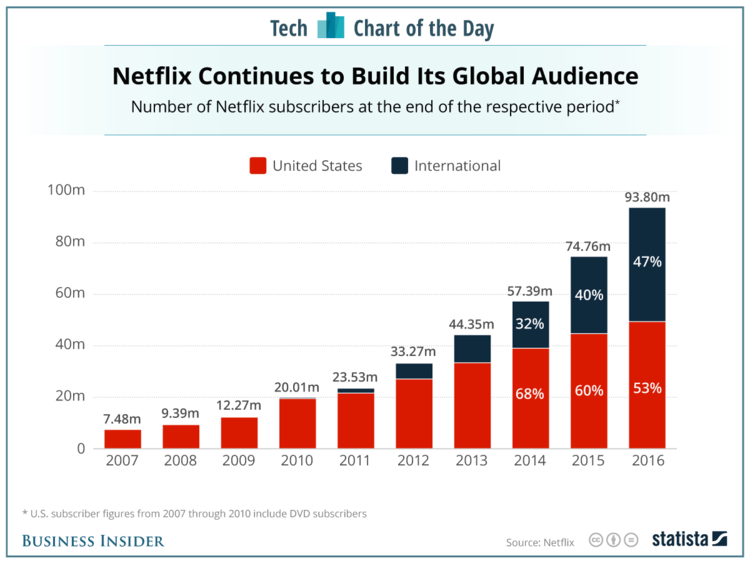 Tech Chart of the Day
Netflix Continues to Build Its Global Audience
Number of Netflix subscribers at the end of the respective period*
United States International
100m
80m
60m
40m
20m
0
7.48m
9.39m
12.27m
20.01m
23.53m
33.27m
44.35m
57.39m
32%
68%
74.76m
40%
60%
93.80m
47%
53%
2007 2008 2009 2010 2011 2012 2013 2014 2015 2016
* U.S. subscriber figures from 2007 through 2010 include DVD subscribers
BUSINESS INSIDER
Source: Netflix
cc
statista